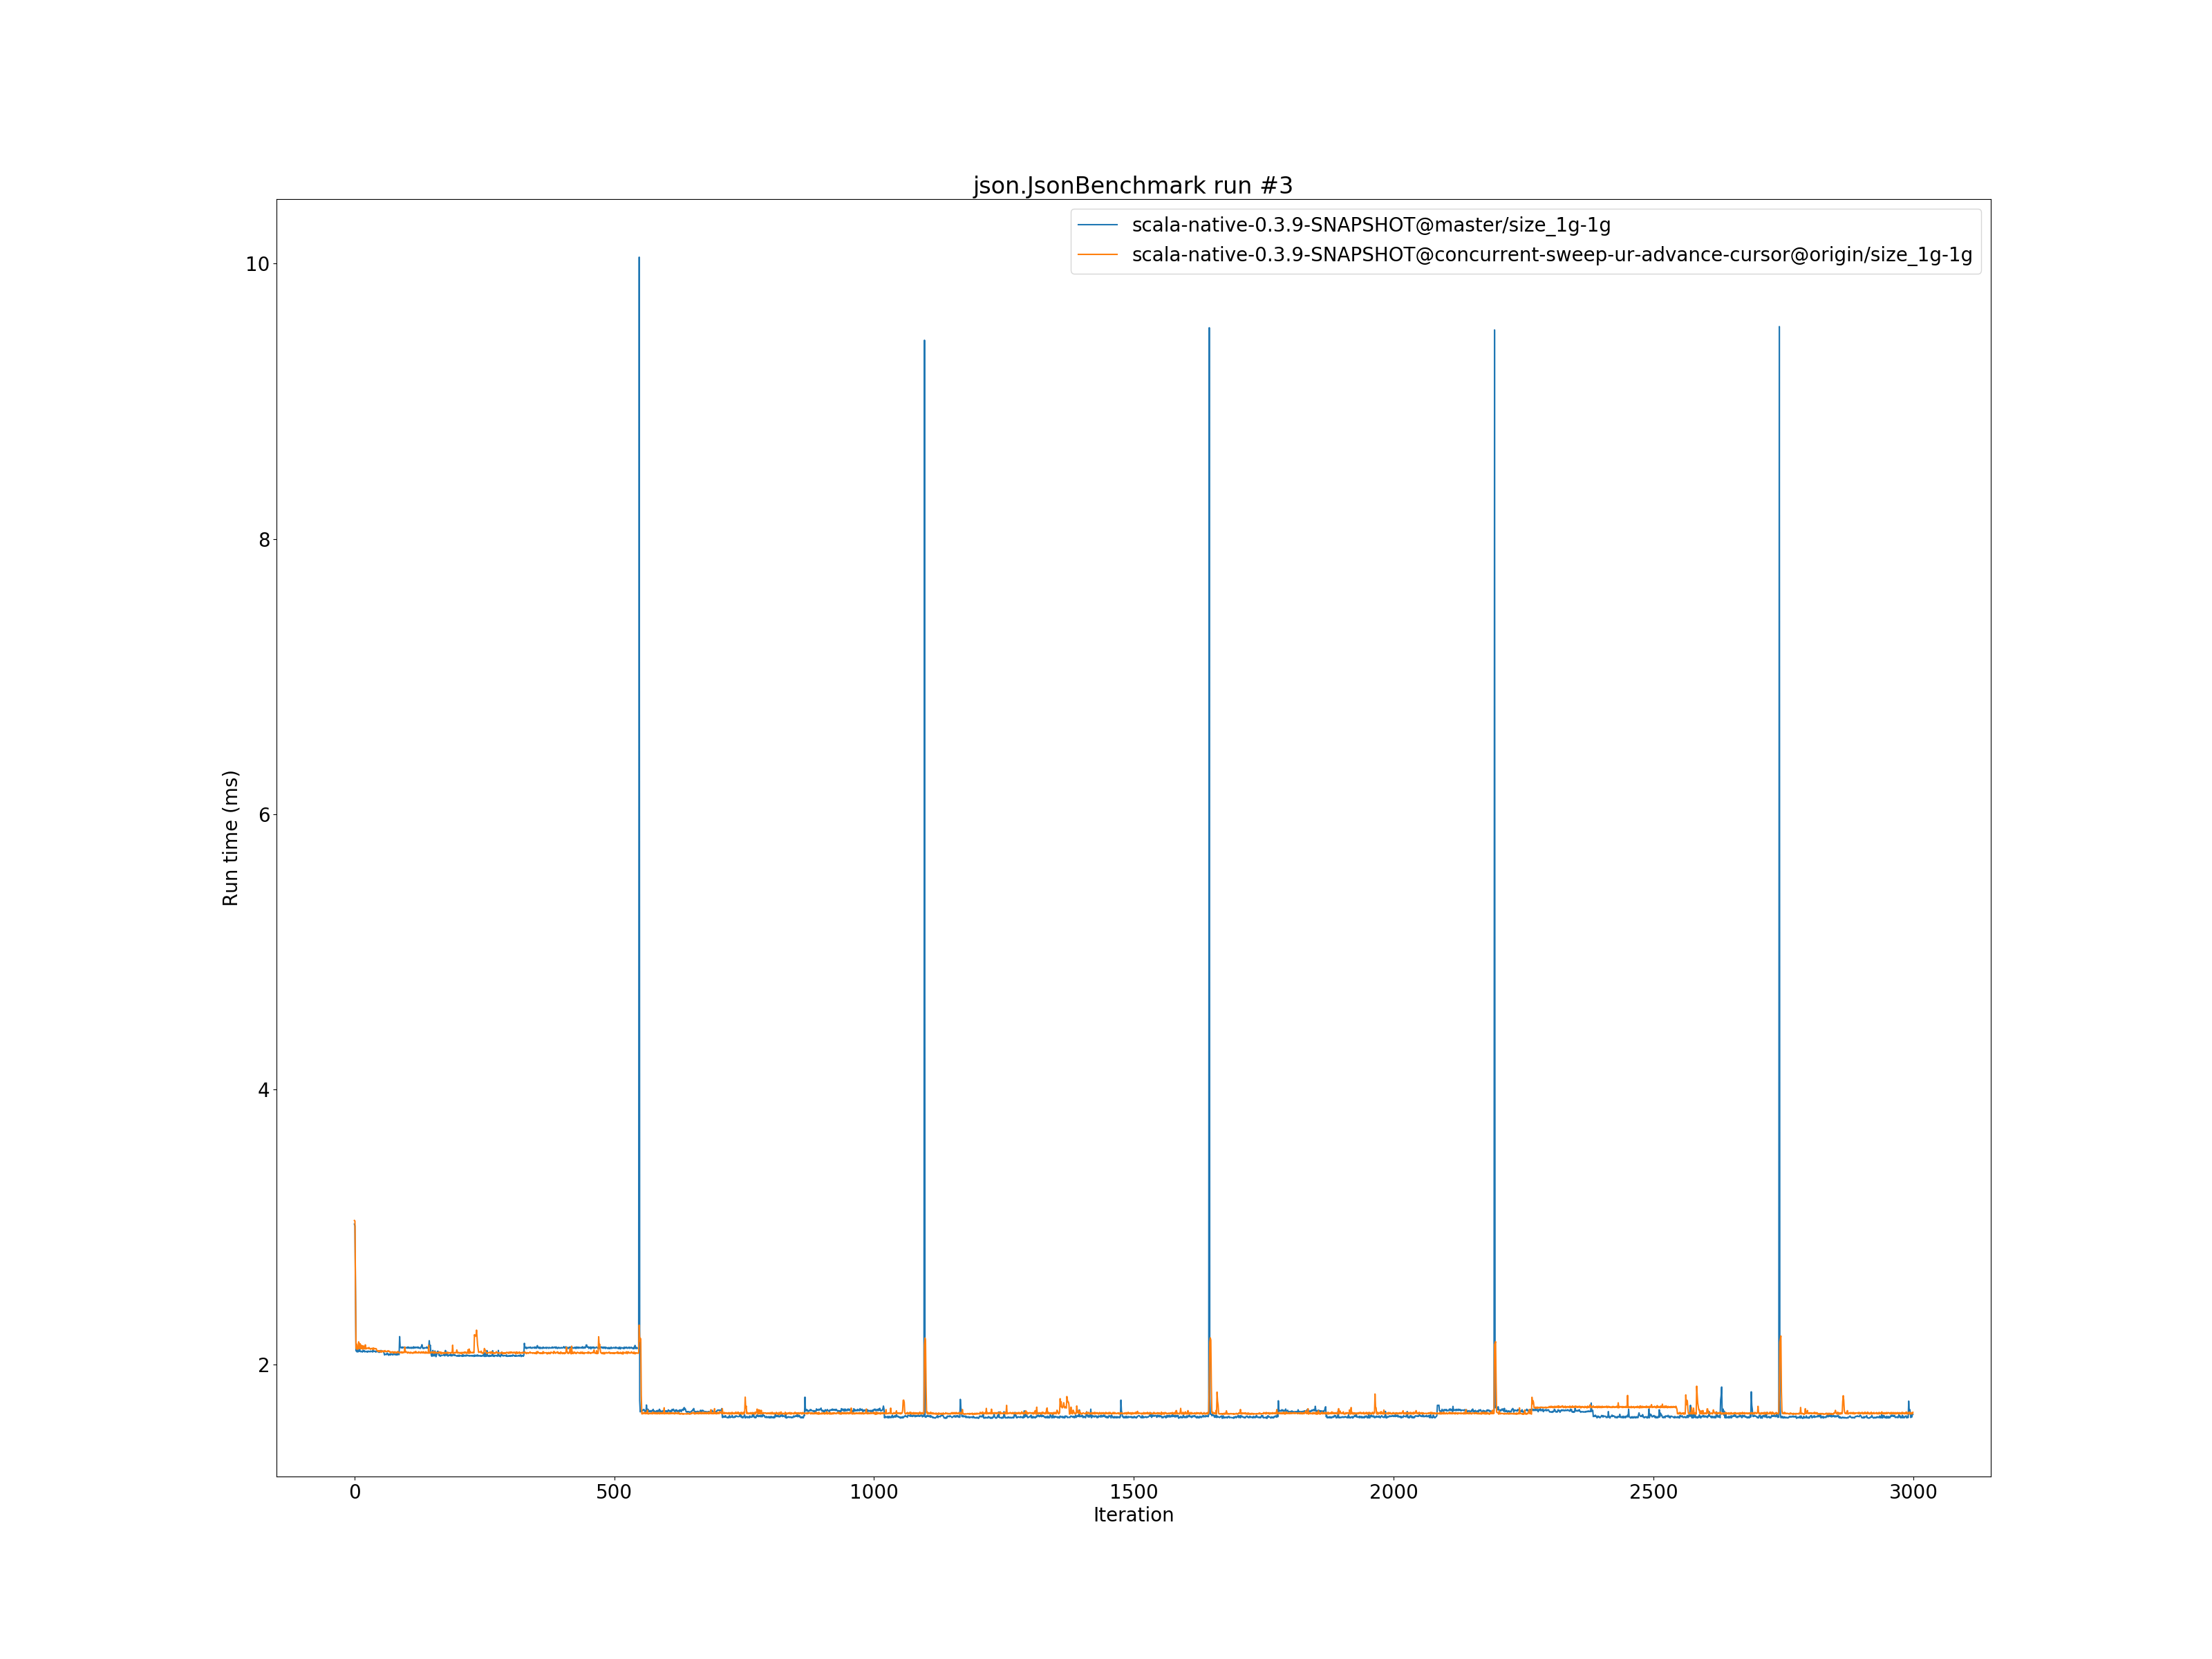 json.JsonBenchmark run #3
scala-native-0.3.9-SNAPSHOT@master/size_1g-1g
scala-native-0.3.9-SNAPSHOT@concurrent-sweep-ur-advance-cursor@origin/size_1g-1g
10
8
6
4
2
Run time (ms)
0 500 1000 1500 2000 2500 3000
Iteration